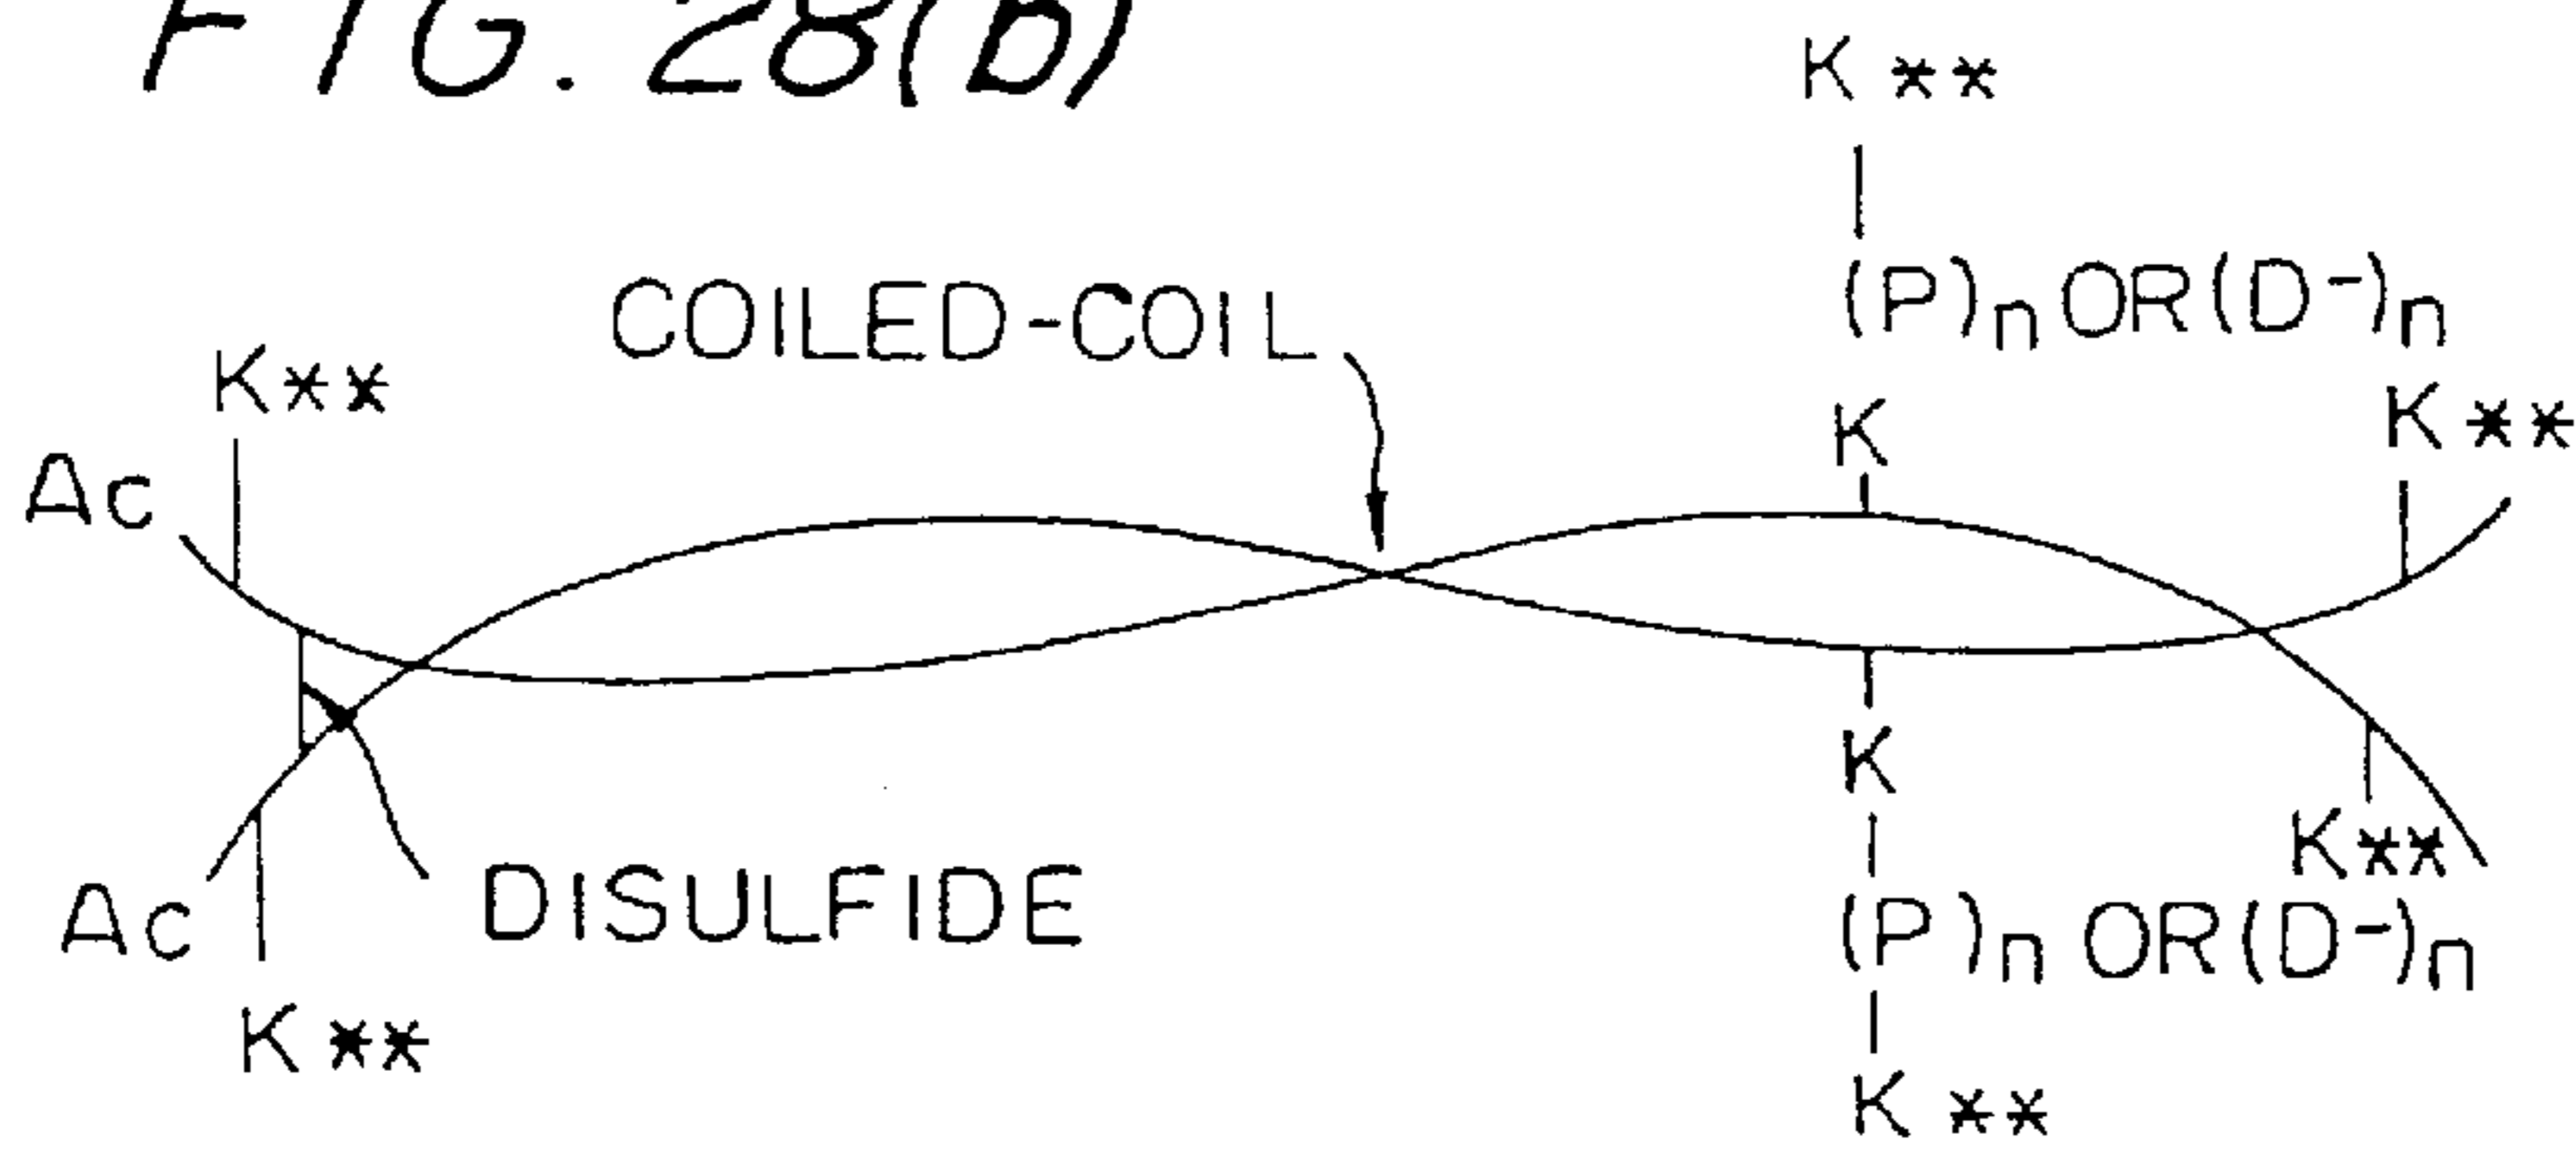 FIG. 28(b)
K **
(P)n OR (D-)n
COILED-COIL
K**
K
K **
Ac
K
K**
DISULFIDE
Ac
(P)n OR (D-)n
K **
K **